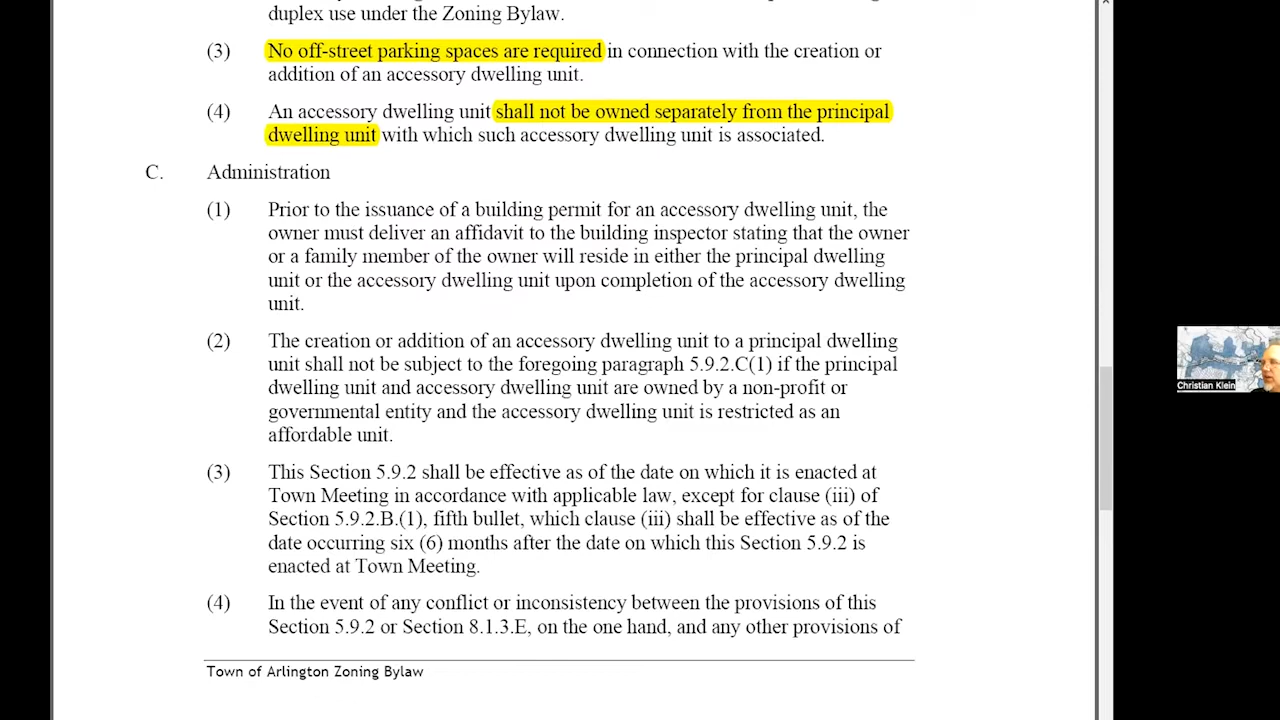 duplex use under the Zoning Bylaw.
(3) No off-street parking spaces are required in connection with the creation or
addition of an accessory dwelling unit.
(4) An accessory dwelling unit shall not be owned separately from the principal
dwelling unit with which such accessory dwelling unit is associated.
C. Administration
(1) Prior to the issuance of a building permit for an accessory dwelling unit, the
owner must deliver an affidavit to the building inspector stating that the owner
or a family member of the owner will reside in either the principal dwelling
unit or the accessory dwelling unit upon completion of the accessory dwelling
unit.
(2) The creation or addition of an accessory dwelling unit to a principal dwelling
unit shall not be subject to the foregoing paragraph 5.9.2.C(1) if the principal
dwelling unit and accessory dwelling unit are owned by a non-profit or
governmental entity and the accessory dwelling unit is restricted as an
affordable unit.
(3) This Section 5.9.2 shall be effective as of the date on which it is enacted at
Town Meeting in accordance with applicable law, except for clause (iii) of
Section 5.9.2.B.(1), fifth bullet, which clause (iii) shall be effective as of the
date occurring six (6) months after the date on which this Section 5.9.2 is
enacted at Town Meeting.
(4) In the event of any conflict or inconsistency between the provisions of this
Section 5.9.2 or Section 8.1.3.E, on the one hand, and any other provisions of
Town of Arlington Zoning Bylaw
Christian Klein